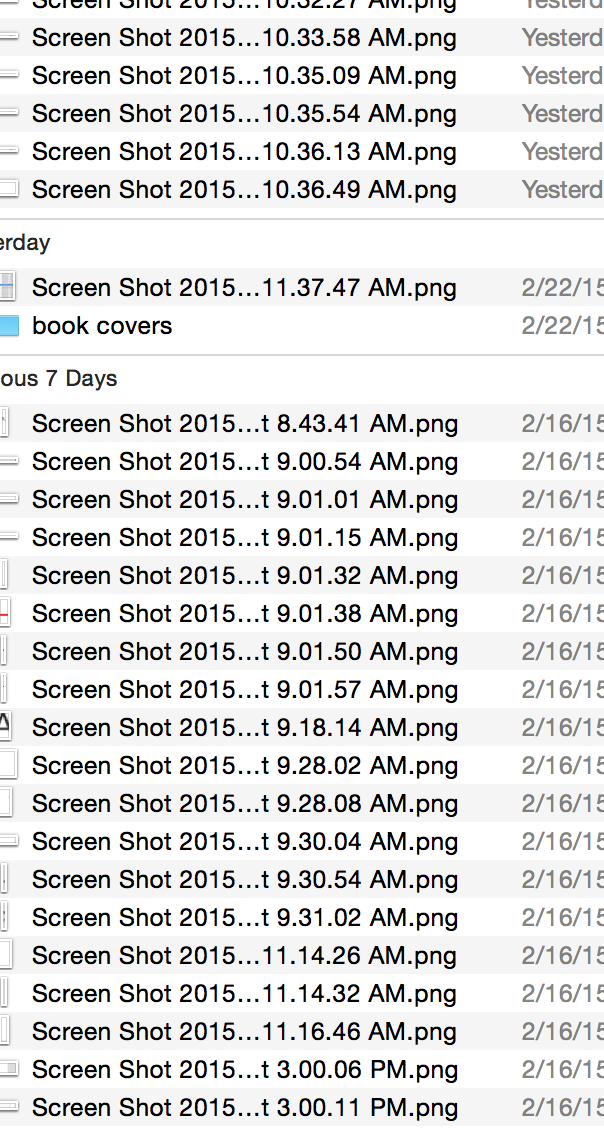 10.32.27 AM.png
Screen Shot 2015...10.33.58 AM.png Yesterd
Screen Shot 2015...10.35.09 AM.png Yesterd
Screen Shot 2015...10.35.54 AM.png Yesterd
Screen Shot 2015...10.36.13 AM.png Yesterd
Screen Shot 2015...10.36.49 AM.png Yesterd
erday
Screen Shot 2015...11.37.47 AM.png 2/22/15
book covers 2/22/15
ous 7 Days
Screen Shot 2015...t 8.43.41 AM.png 2/16/15
Screen Shot 2015...t 9.00.54 AM.png 2/16/15
Screen Shot 2015...t 9.01.01 AM.png 2/16/15
Screen Shot 2015...t 9.01.15 AM.png 2/16/15
Screen Shot 2015...t 9.01.32 AM.png 2/16/15
Screen Shot 2015...t 9.01.38 AM.png 2/16/15
Screen Shot 2015...t 9.01.50 AM.png 2/16/15
Screen Shot 2015...t 9.01.57 AM.png 2/16/15
Screen Shot 2015...t 9.18.14 AM.png 2/16/15
Screen Shot 2015...t 9.28.02 AM.png 2/16/15
Screen Shot 2015...t 9.28.08 AM.png 2/16/15
Screen Shot 2015...t 9.30.04 AM.png 2/16/15
Screen Shot 2015...t 9.30.54 AM.png 2/16/15
Screen Shot 2015...t 9.31.02 AM.png 2/16/15
Screen Shot 2015...11.14.26 AM.png 2/16/15
Screen Shot 2015...11.14.32 AM.png 2/16/15
Screen Shot 2015...11.16.46 AM.png 2/16/15
Screen Shot 2015...t 3.00.06 PM.png 2/16/15
Screen Shot 2015...t 3.00.11 PM.png 2/16/15